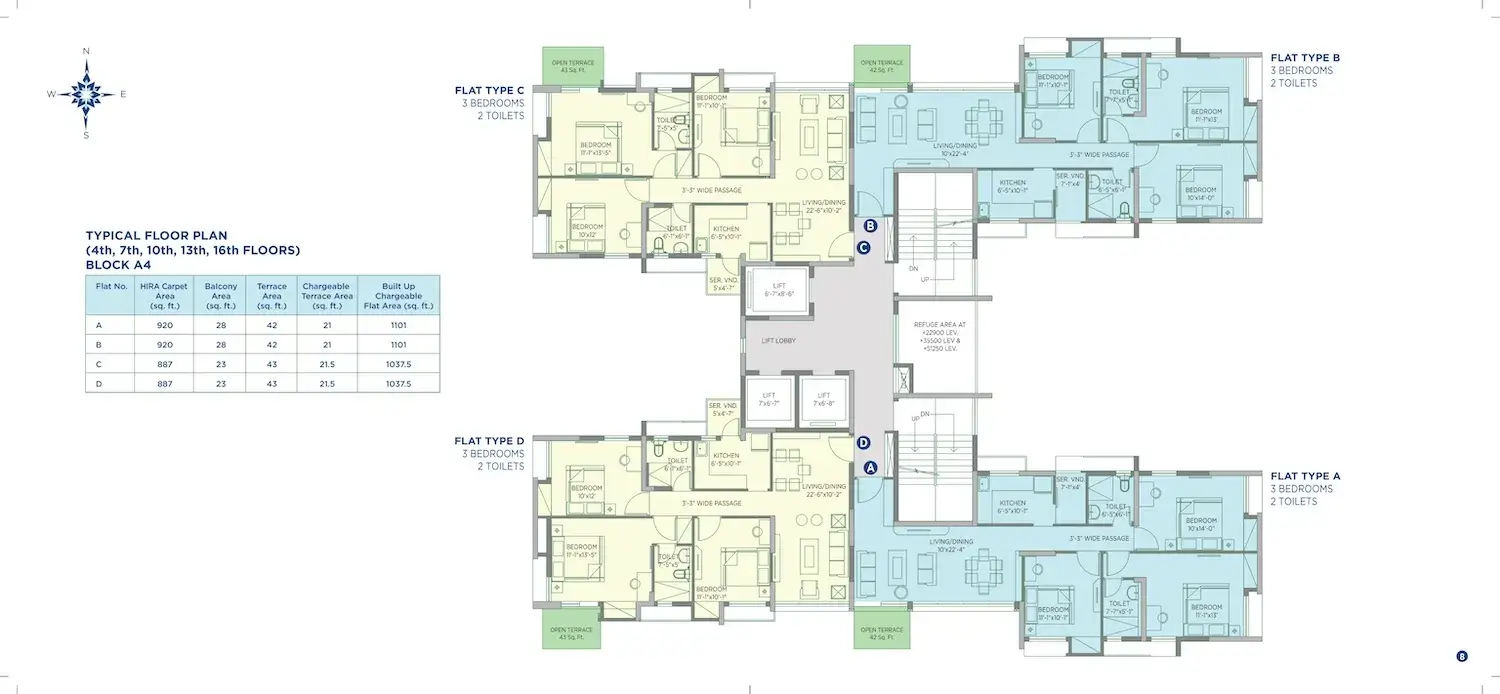 N
W
E
S
TYPICAL FLOOR PLAN
(4th, 7th, 10th, 13th, 16th FLOORS)
BLOCK A4
Flat No. HIRA Carpet Area (sq. ft.) Balcony Area (sq. ft.) Terrace Area (sq. ft.) Chargeable Terrace Area (sq. ft.) Built Up Chargeable Flat Area (sq. ft.)
A 920 28 42 21 1101
B 920 28 42 21 1101
C 887 23 43 21.5 1037.5
D 887 23 43 21.5 1037.5
FLAT TYPE C
3 BEDROOMS
2 TOILETS
OPEN TERRACE
43 Sq. Ft.
BEDROOM
11'-1"x13'-5"
TOILET
7'-5"x5'
BEDROOM
11'-1"x10'-1"
3'-3" WIDE PASSAGE
LIVING/DINING
22'-6"x10'-2"
BEDROOM
10'x12'
TOILET
6'-1"x6'-1"
KITCHEN
6'-5"x10'-1"
SER. VND.
5'x4'-7"
FLAT TYPE B
3 BEDROOMS
2 TOILETS
OPEN TERRACE
42 Sq. Ft.
BEDROOM
11'-1"x10'-1"
TOILET
7'-7"x5'-1"
BEDROOM
11'-1"x13'
LIVING/DINING
10'x22'-4"
3'-3" WIDE PASSAGE
KITCHEN
6'-5"x10'-1"
SER. VND.
7'-1"x4'
TOILET
6'-5"x6'-1"
BEDROOM
10'x14'-0"
B
C
DN
UP
LIFT
6'-7"x8'-6"
LIFT LOBBY
REFUGE AREA AT
+22900 LEV.
+35500 LEV &
+51250 LEV.
DUCT
LIFT
7'x6'-7"
LIFT
7'x6'-8"
UP
DN
D
A
FLAT TYPE D
3 BEDROOMS
2 TOILETS
SER. VND.
5'x4'-7"
BEDROOM
10'x12'
TOILET
6'-1"x6'-1"
KITCHEN
6'-5"x10'-1"
3'-3" WIDE PASSAGE
LIVING/DINING
22'-6"x10'-2"
BEDROOM
11'-1"x13'-5"
TOILET
7'-5"x5'
BEDROOM
11'-1"x10'-1"
OPEN TERRACE
43 Sq. Ft.
FLAT TYPE A
3 BEDROOMS
2 TOILETS
KITCHEN
6'-5"x10'-1"
SER. VND.
7'-1"x4'
TOILET
6'-5"x6'-1"
BEDROOM
10'x14'-0"
LIVING/DINING
10'x22'-4"
3'-3" WIDE PASSAGE
BEDROOM
11'-1"x10'-1"
TOILET
7'-7"x5'-1"
BEDROOM
11'-1"x13'
OPEN TERRACE
42 Sq. Ft.
8